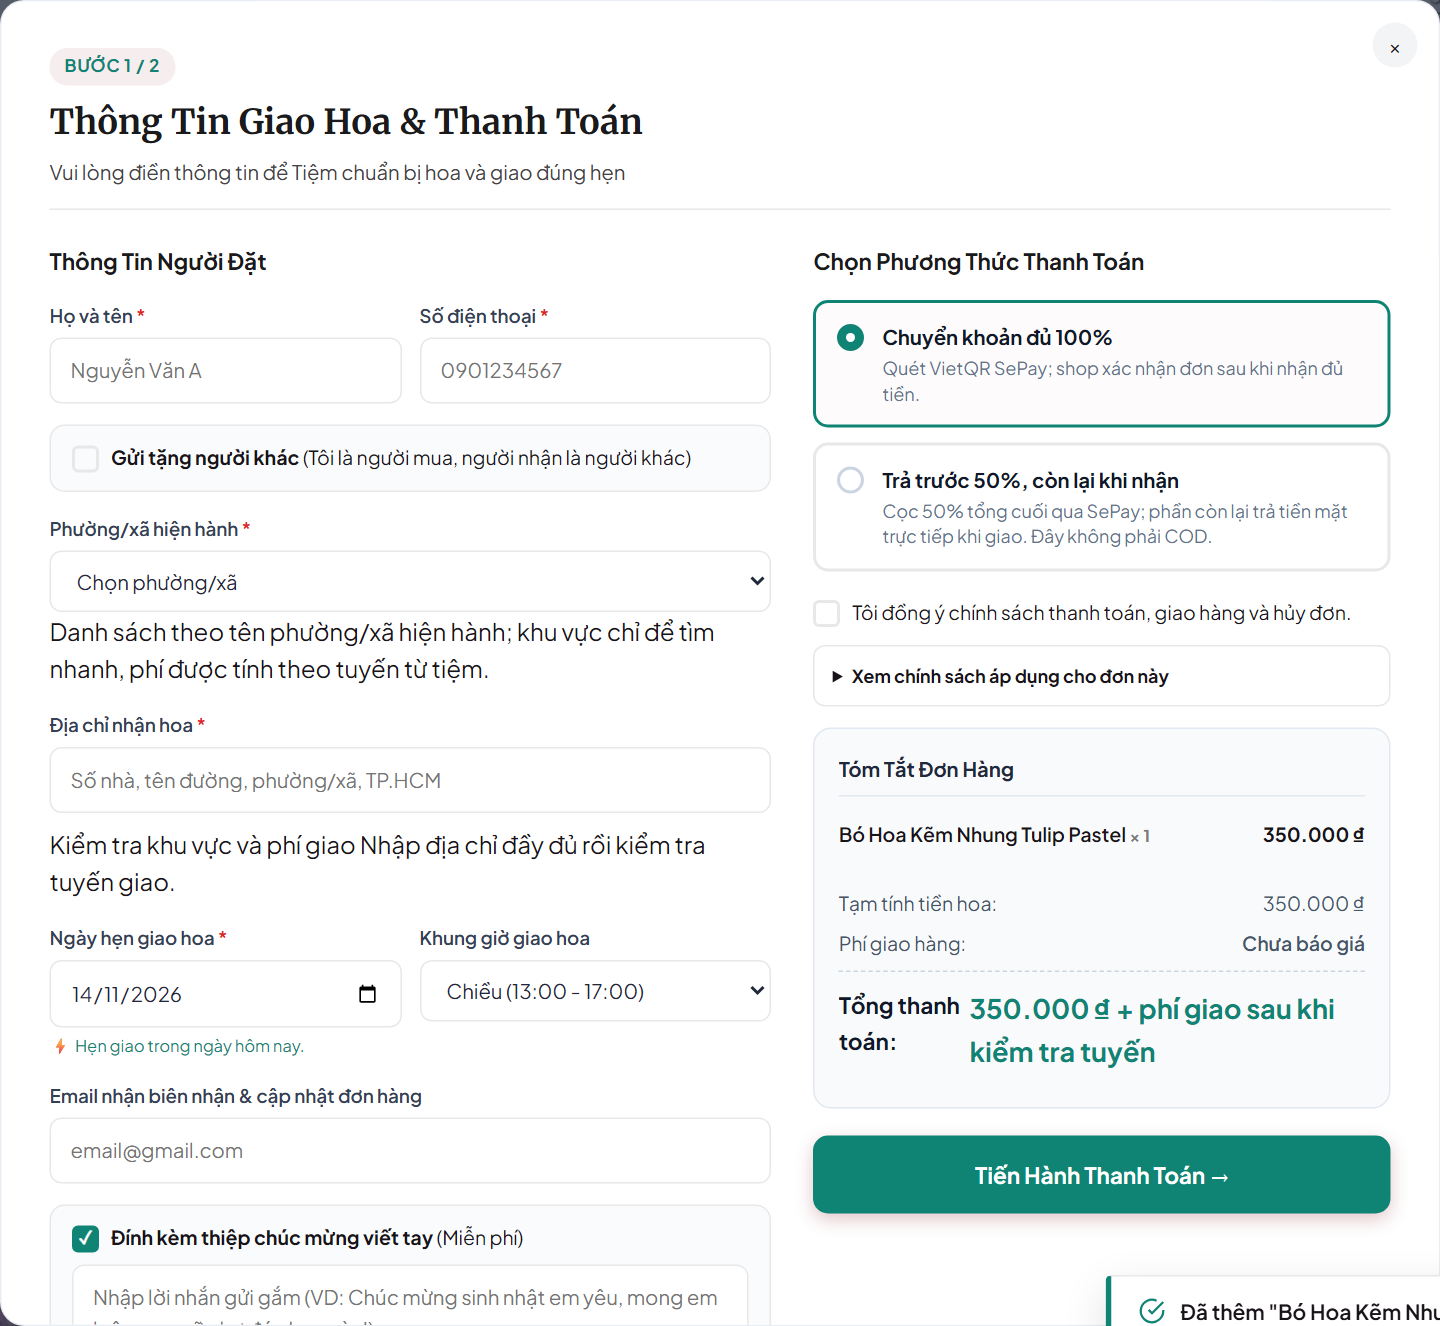 BƯỚC 1 / 2
×
Thông Tin Giao Hoa & Thanh Toán
Vui lòng điền thông tin để Tiệm chuẩn bị hoa và giao đúng hẹn
Thông Tin Người Đặt
Họ và tên *
Số điện thoại *
Nguyễn Văn A
0901234567
Gửi tặng người khác (Tôi là người mua, người nhận là người khác)
Phường/xã hiện hành *
Chọn phường/xã
Danh sách theo tên phường/xã hiện hành; khu vực chỉ để tìm
nhanh, phí được tính theo tuyến từ tiệm.
Địa chỉ nhận hoa *
Số nhà, tên đường, phường/xã, TP.HCM
Kiểm tra khu vực và phí giao Nhập địa chỉ đầy đủ rồi kiểm tra
tuyến giao.
Ngày hẹn giao hoa *
Khung giờ giao hoa
14/11/2026
Chiều (13:00 - 17:00)
Hẹn giao trong ngày hôm nay.
Email nhận biên nhận & cập nhật đơn hàng
email@gmail.com
Đính kèm thiệp chúc mừng viết tay (Miễn phí)
Nhập lời nhắn gửi gắm (VD: Chúc mừng sinh nhật em yêu, mong em
Chọn Phương Thức Thanh Toán
Chuyển khoản đủ 100%
Quét VietQR SePay; shop xác nhận đơn sau khi nhận đủ
tiền.
Trả trước 50%, còn lại khi nhận
Cọc 50% tổng cuối qua SePay; phần còn lại trả tiền mặt
trực tiếp khi giao. Đây không phải COD.
Tôi đồng ý chính sách thanh toán, giao hàng và hủy đơn.
Xem chính sách áp dụng cho đơn này
Tóm Tắt Đơn Hàng
Bó Hoa Kẽm Nhung Tulip Pastel × 1
350.000 ₫
Tạm tính tiền hoa:
350.000 ₫
Phí giao hàng:
Chưa báo giá
Tổng thanh
toán:
350.000 ₫ + phí giao sau khi
kiểm tra tuyến
Tiến Hành Thanh Toán →
Đã thêm "Bó Hoa Kẽm Nhu